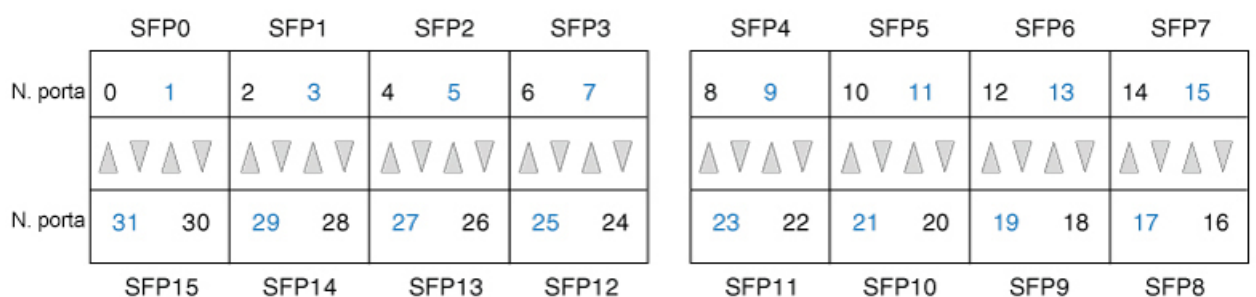 SFP0 SFP1 SFP2 SFP3 SFP4 SFP5 SFP6 SFP7
N. porta 0 1 2 3 4 5 6 7 8 9 10 11 12 13 14 15
N. porta 31 30 29 28 27 26 25 24 23 22 21 20 19 18 17 16
SFP15 SFP14 SFP13 SFP12 SFP11 SFP10 SFP9 SFP8